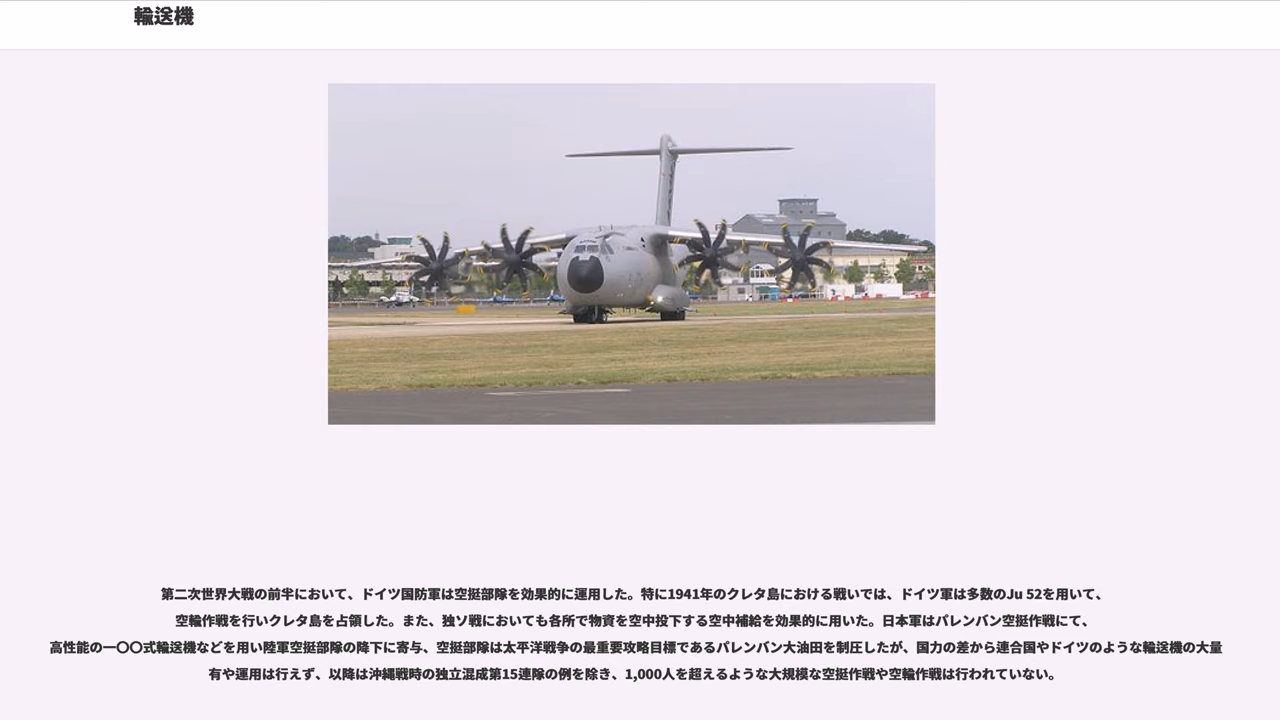 輸送機
第二次世界大戦の前半において、ドイツ国防軍は空挺部隊を効果的に運用した。特に1941年のクレタ島における戦いでは、ドイツ軍は多数のJu 52を用いて、
空輸作戦を行いクレタ島を占領した。また、独ソ戦においても各所で物資を空中投下する空中補給を効果的に用いた。日本軍はパレンバン空挺作戦にて、
高性能の一〇〇式輸送機などを用い陸軍空挺部隊の降下に寄与、空挺部隊は太平洋戦争の最重要攻略目標であるパレンバン大油田を制圧したが、国力の差から連合国やドイツのような輸送機の大量
有や運用は行えず、以降は沖縄戦時の独立混成第15連隊の例を除き、1,000人を超えるような大規模な空挺作戦や空輸作戦は行われていない。